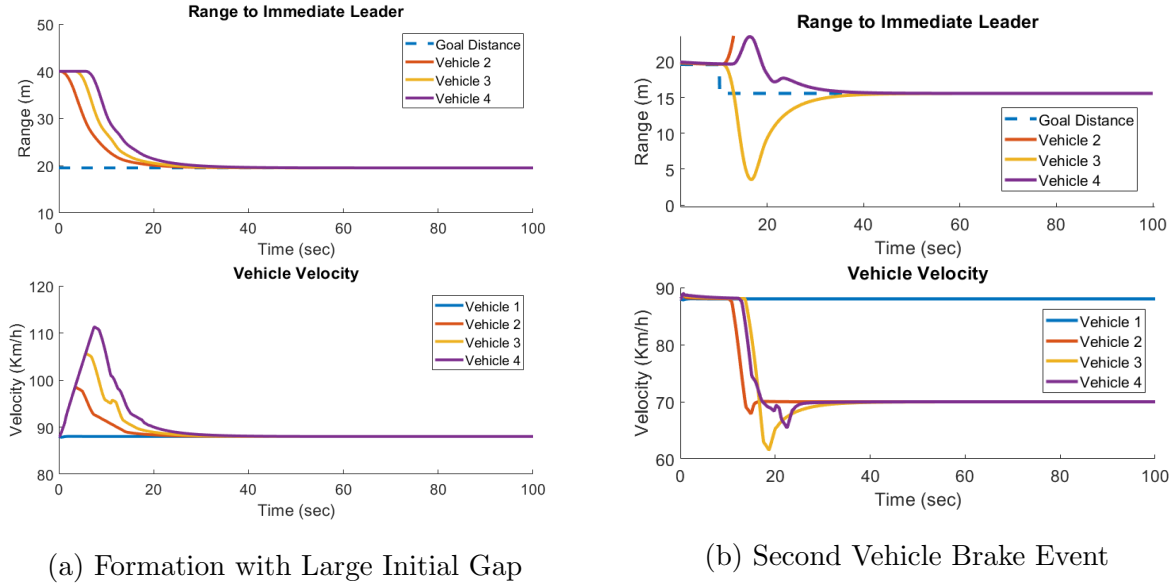 Range to Immediate Leader
50
40
30
20
10
Range (m)
Goal Distance
Vehicle 2
Vehicle 3
Vehicle 4
0 20 40 60 80 100
Time (sec)
Vehicle Velocity
120
110
100
90
80
Velocity (Km/h)
Vehicle 1
Vehicle 2
Vehicle 3
Vehicle 4
0 20 40 60 80 100
Time (sec)
(a) Formation with Large Initial Gap
Range to Immediate Leader
20
15
10
5
0
Range (m)
Goal Distance
Vehicle 2
Vehicle 3
Vehicle 4
20 40 60 80 100
Time (sec)
Vehicle Velocity
90
80
70
60
Velocity (Km/h)
Vehicle 1
Vehicle 2
Vehicle 3
Vehicle 4
0 20 40 60 80 100
Time (sec)
(b) Second Vehicle Brake Event